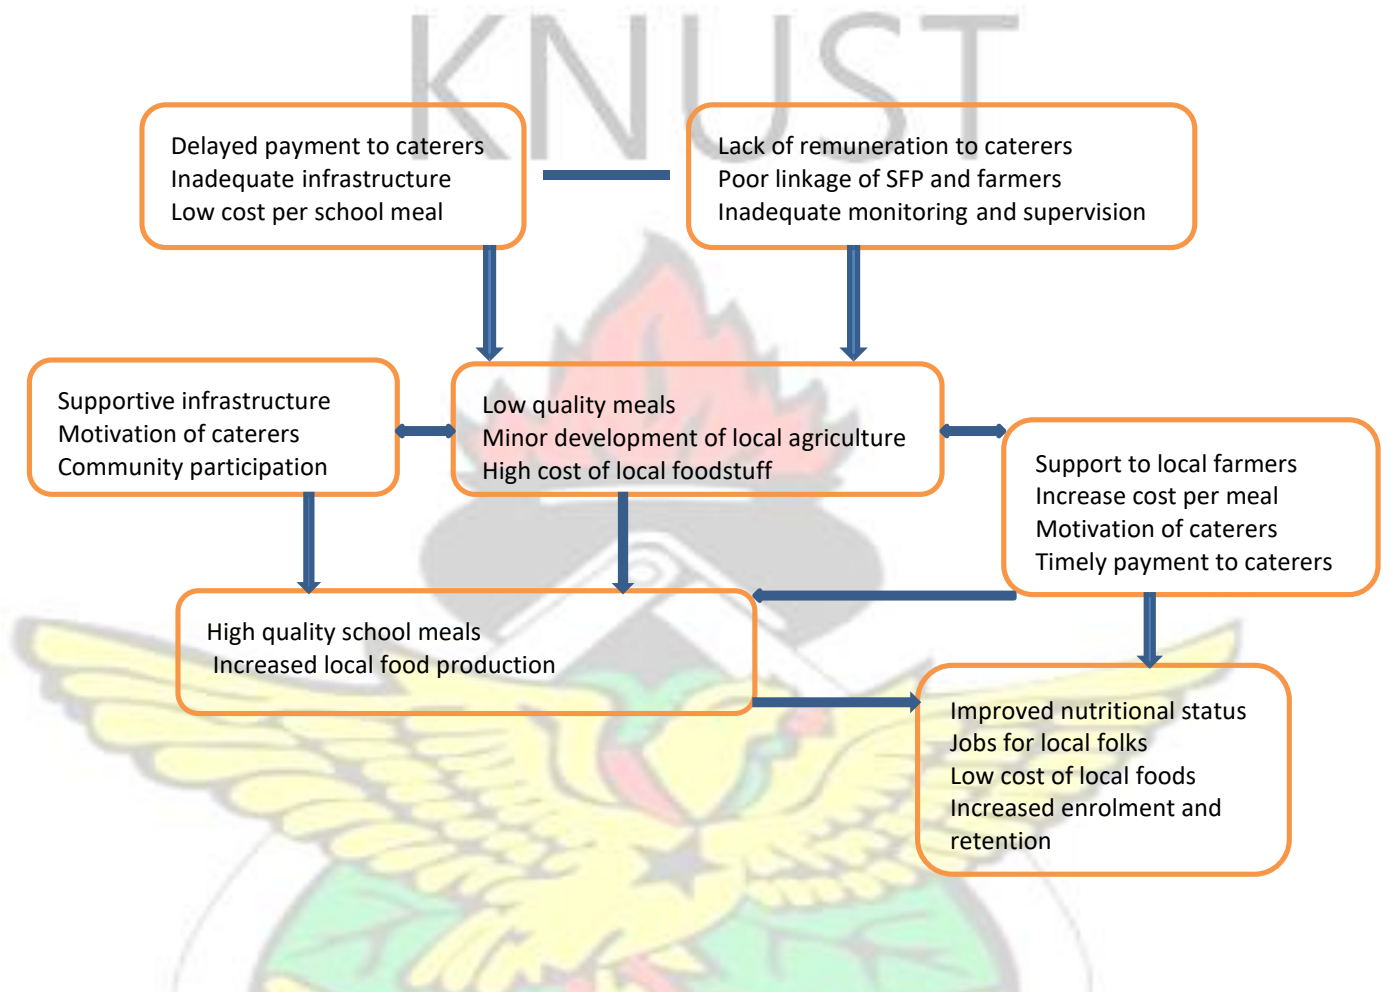 KNUST
Delayed payment to caterers
Inadequate infrastructure
Low cost per school meal
Lack of remuneration to caterers
Poor linkage of SFP and farmers
Inadequate monitoring and supervision
Supportive infrastructure
Motivation of caterers
Community participation
Low quality meals
Minor development of local agriculture
High cost of local foodstuff
Support to local farmers
Increase cost per meal
Motivation of caterers
Timely payment to caterers
High quality school meals
Increased local food production
Improved nutritional status
Jobs for local folks
Low cost of local foods
Increased enrolment and
retention